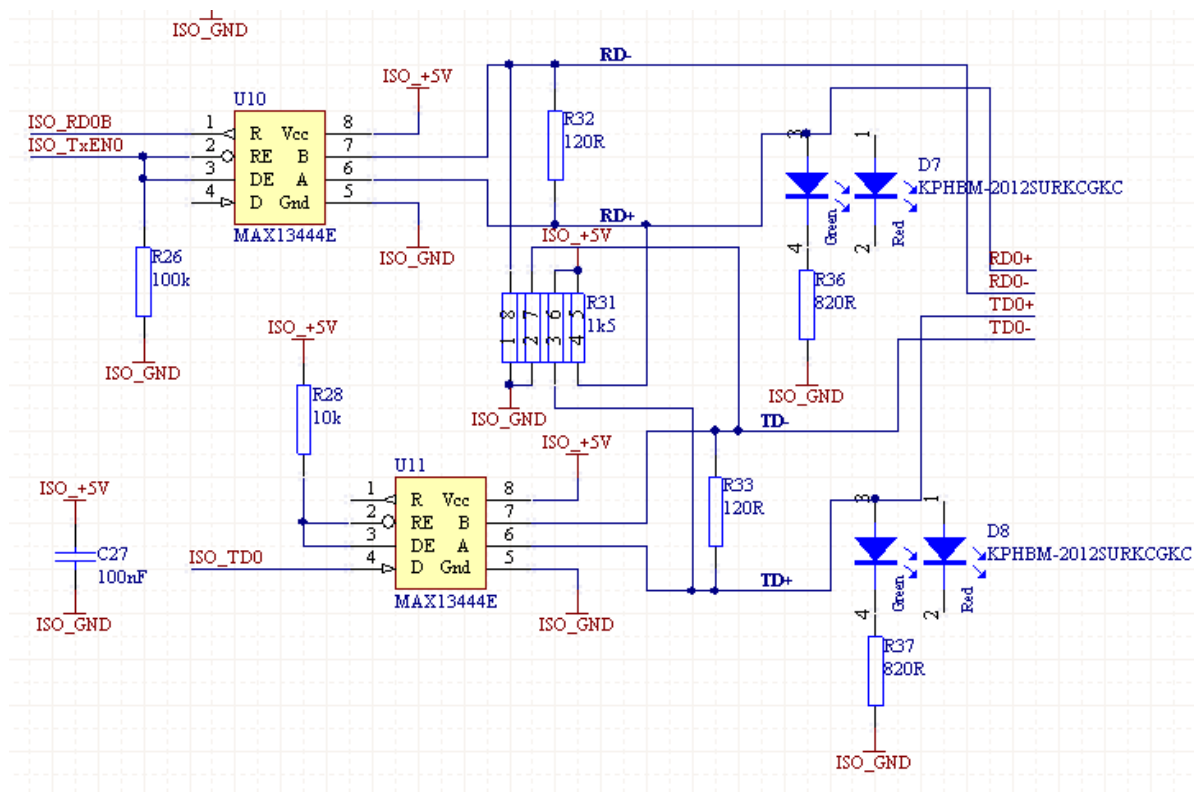 ISO_GND
RD-
ISO_+5V
U10
ISO_RD0B
1
R
Vcc
8
R32
3
1
ISO_TxEN0
2
RE
B
7
120R
D7
3
DE
A
6
KPHBM-2012SURKCGKC
4
D
Gnd
5
RD+
Green
Red
MAX13444E
ISO_+5V
4
2
ISO_GND
R26
RD0+
100k
R36
RD0-
8
7
6
5
R31
820R
TD0+
ISO_+5V
1
2
3
4
1k5
TD0-
ISO_GND
R28
ISO_GND
10k
ISO_GND
TD-
ISO_+5V
U11
ISO_+5V
1
R
Vcc
8
R33
3
1
2
RE
B
7
120R
D8
3
DE
A
6
KPHBM-2012SURKCGKC
C27
ISO_TD0
4
D
Gnd
5
TD+
Green
Red
100nF
MAX13444E
4
2
ISO_GND
ISO_GND
R37
820R
ISO_GND